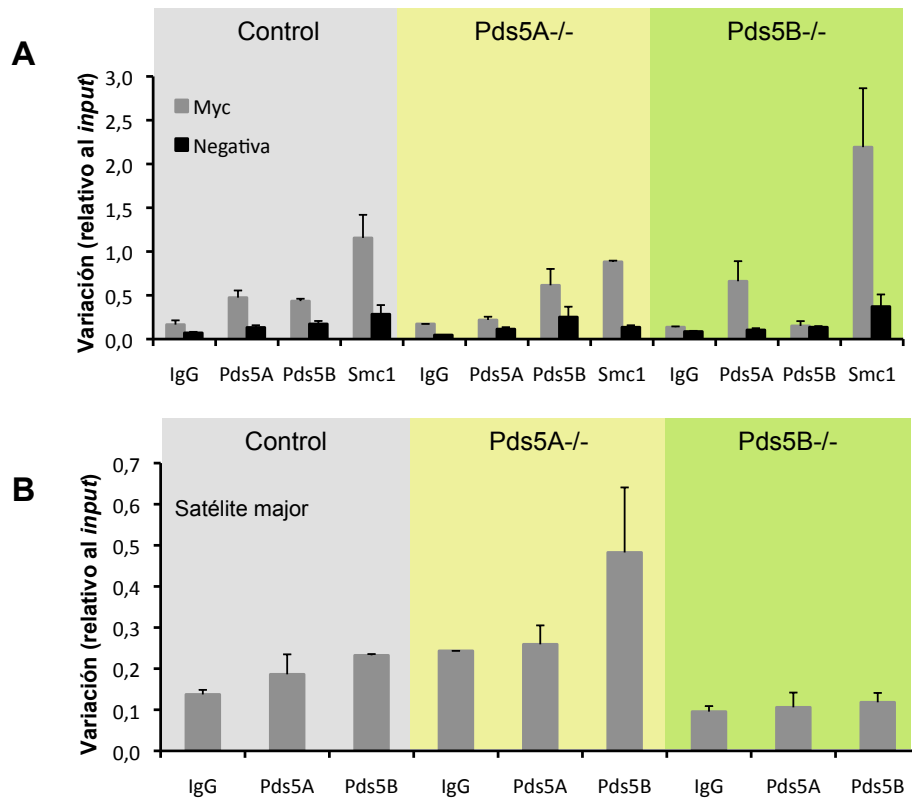 A
Control
Pds5A-/-
Pds5B-/-
Variación (relativo al input)
3,0
2,5
2,0
1,5
1,0
0,5
0,0
Myc
Negativa
IgG Pds5A Pds5B Smc1 IgG Pds5A Pds5B Smc1 IgG Pds5A Pds5B Smc1
B
Control
Pds5A-/-
Pds5B-/-
Variación (relativo al input)
0,7
0,6
0,5
0,4
0,3
0,2
0,1
0,0
Satélite major
IgG Pds5A Pds5B IgG Pds5A Pds5B IgG Pds5A Pds5B